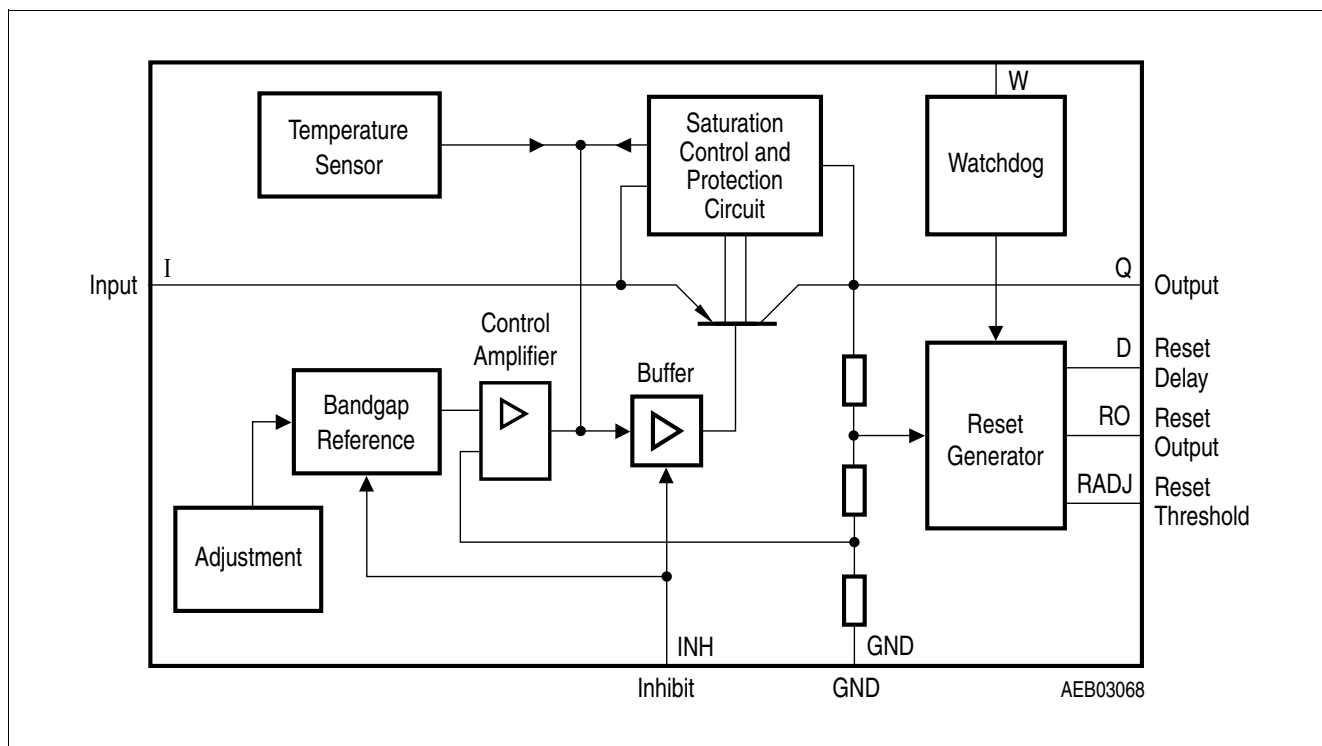 W
Temperature
Sensor
Saturation
Control and
Protection
Circuit
Watchdog
Input
I
Q
Output
Control
Amplifier
Buffer
Bandgap
Reference
Reset
Generator
D
Reset
Delay
RO
Reset
Output
RADJ
Reset
Threshold
Adjustment
INH
GND
Inhibit
GND
AEB03068